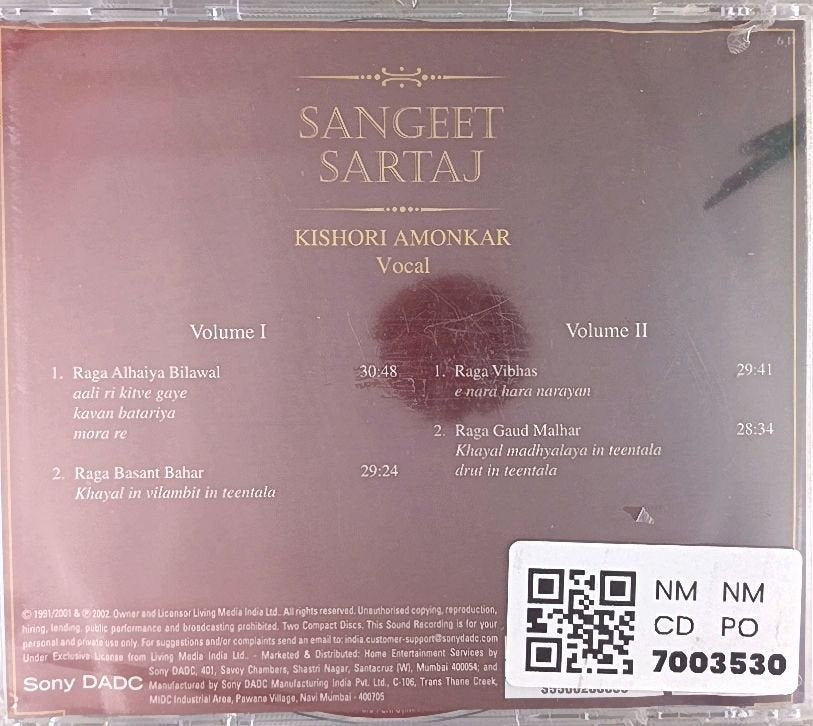 SANGEET
SARTAJ
KISHORI AMONKAR
Vocal
Volume I
1. Raga Alhaiya Bilawal 30:48
aali ri kitve gaye
kavan batariya
mora re
2. Raga Basant Bahar 29:24
Khayal in vilambit in teentala
Volume II
1. Raga Vibhas 29:41
e nara hara narayan
2. Raga Gaud Malhar 28:34
Khayal madhyalaya in teentala
drut in teentala
© 1991/2001 & ℗ 2002. Owner and Licensor Living Media India Ltd.. All rights reserved. Unauthorised copying, reproduction,
hiring, lending, public performance and broadcasting prohibited. Two Compact Discs. This Sound Recording is for your
personal and private use only. For suggestions and/or complaints send an email to: india.customer-support@sonydadc.com
Under Exclusive License from Living Media India Ltd.. - Marketed & Distributed: Home Entertainment Services by
Sony DADC, 401, Savoy Chambers, Shastri Nagar, Santacruz (W), Mumbai 400054; and
Manufactured by Sony DADC Manufacturing India Pvt. Ltd., C-106, Trans Thane Creek,
MIDC Industrial Area, Pawane Village, Navi Mumbai - 400705
Sony DADC
NM NM
CD PO
7003530